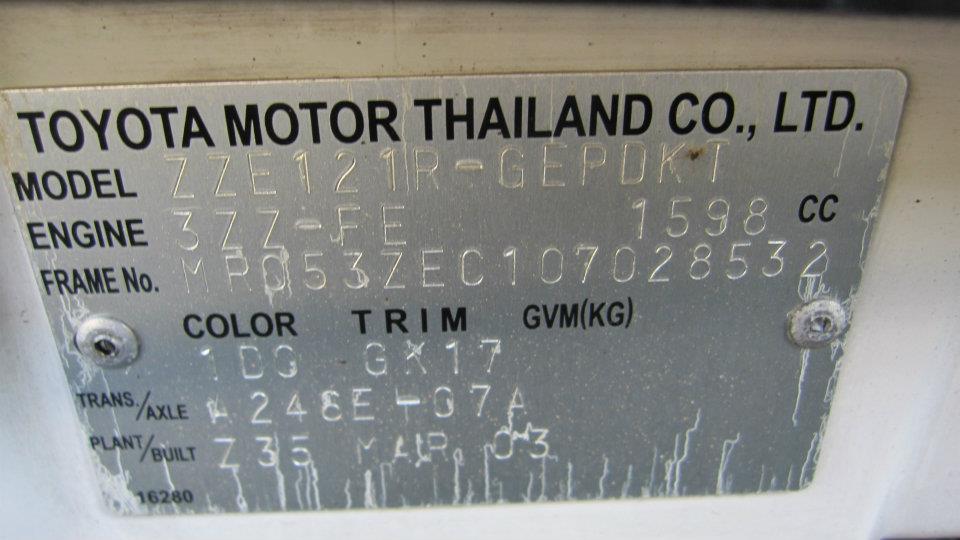 TOYOTA MOTOR THAILAND CO., LTD.
MODEL ZZE121R-GEPDKT
ENGINE 3ZZ-FE 1598 CC
FRAME No. MR053ZEC107028532
COLOR TRIM GVM(KG)
1D0 GX17
TRANS./AXLE A246E-07A
PLANT/BUILT Z35 MAR. 03
16280